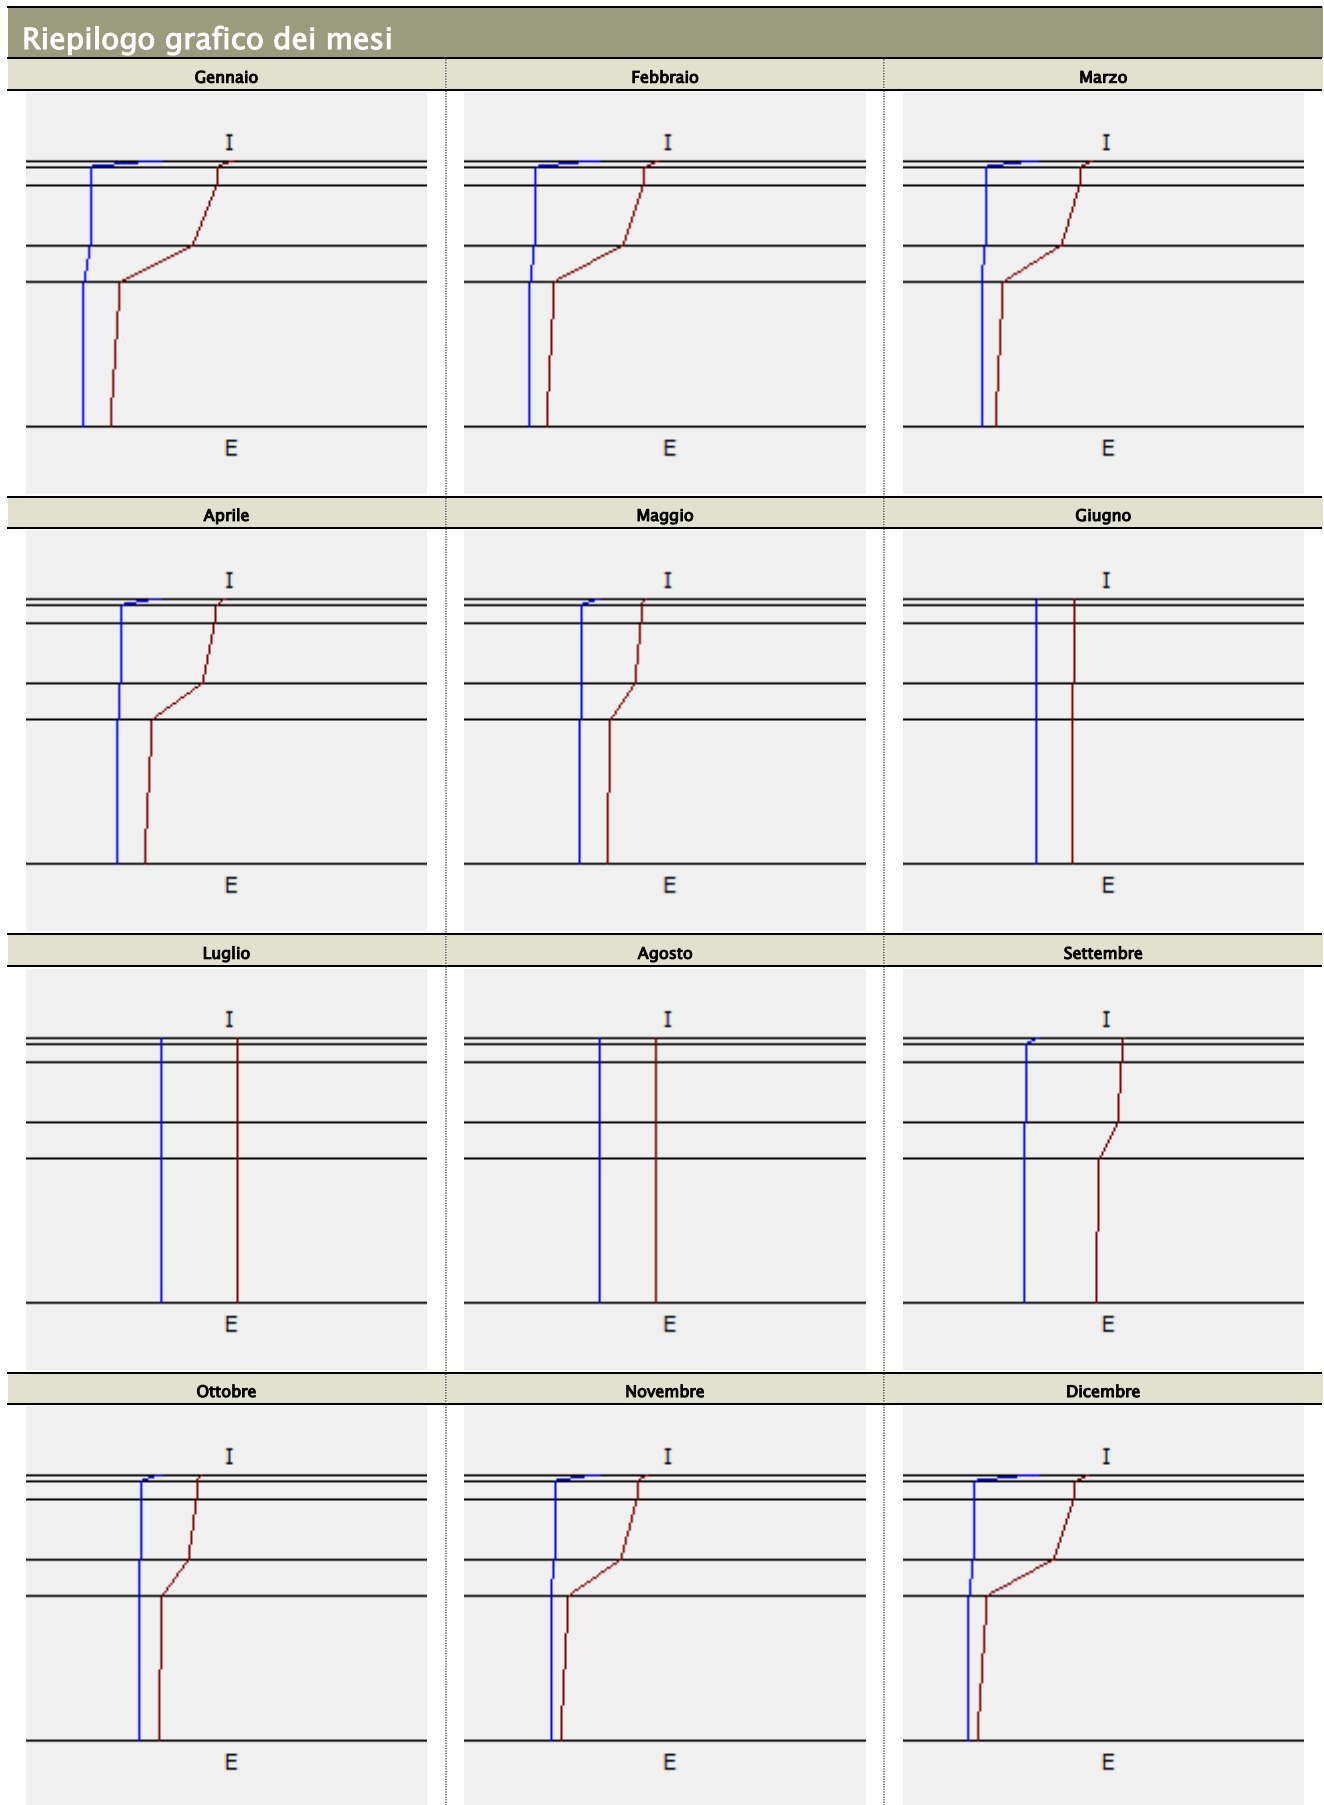 Riepilogo grafico dei mesi
Gennaio Febbraio Marzo
I I I
E E E
Aprile Maggio Giugno
I I I
E E E
Luglio Agosto Settembre
I I I
E E E
Ottobre Novembre Dicembre
I I I
E E E